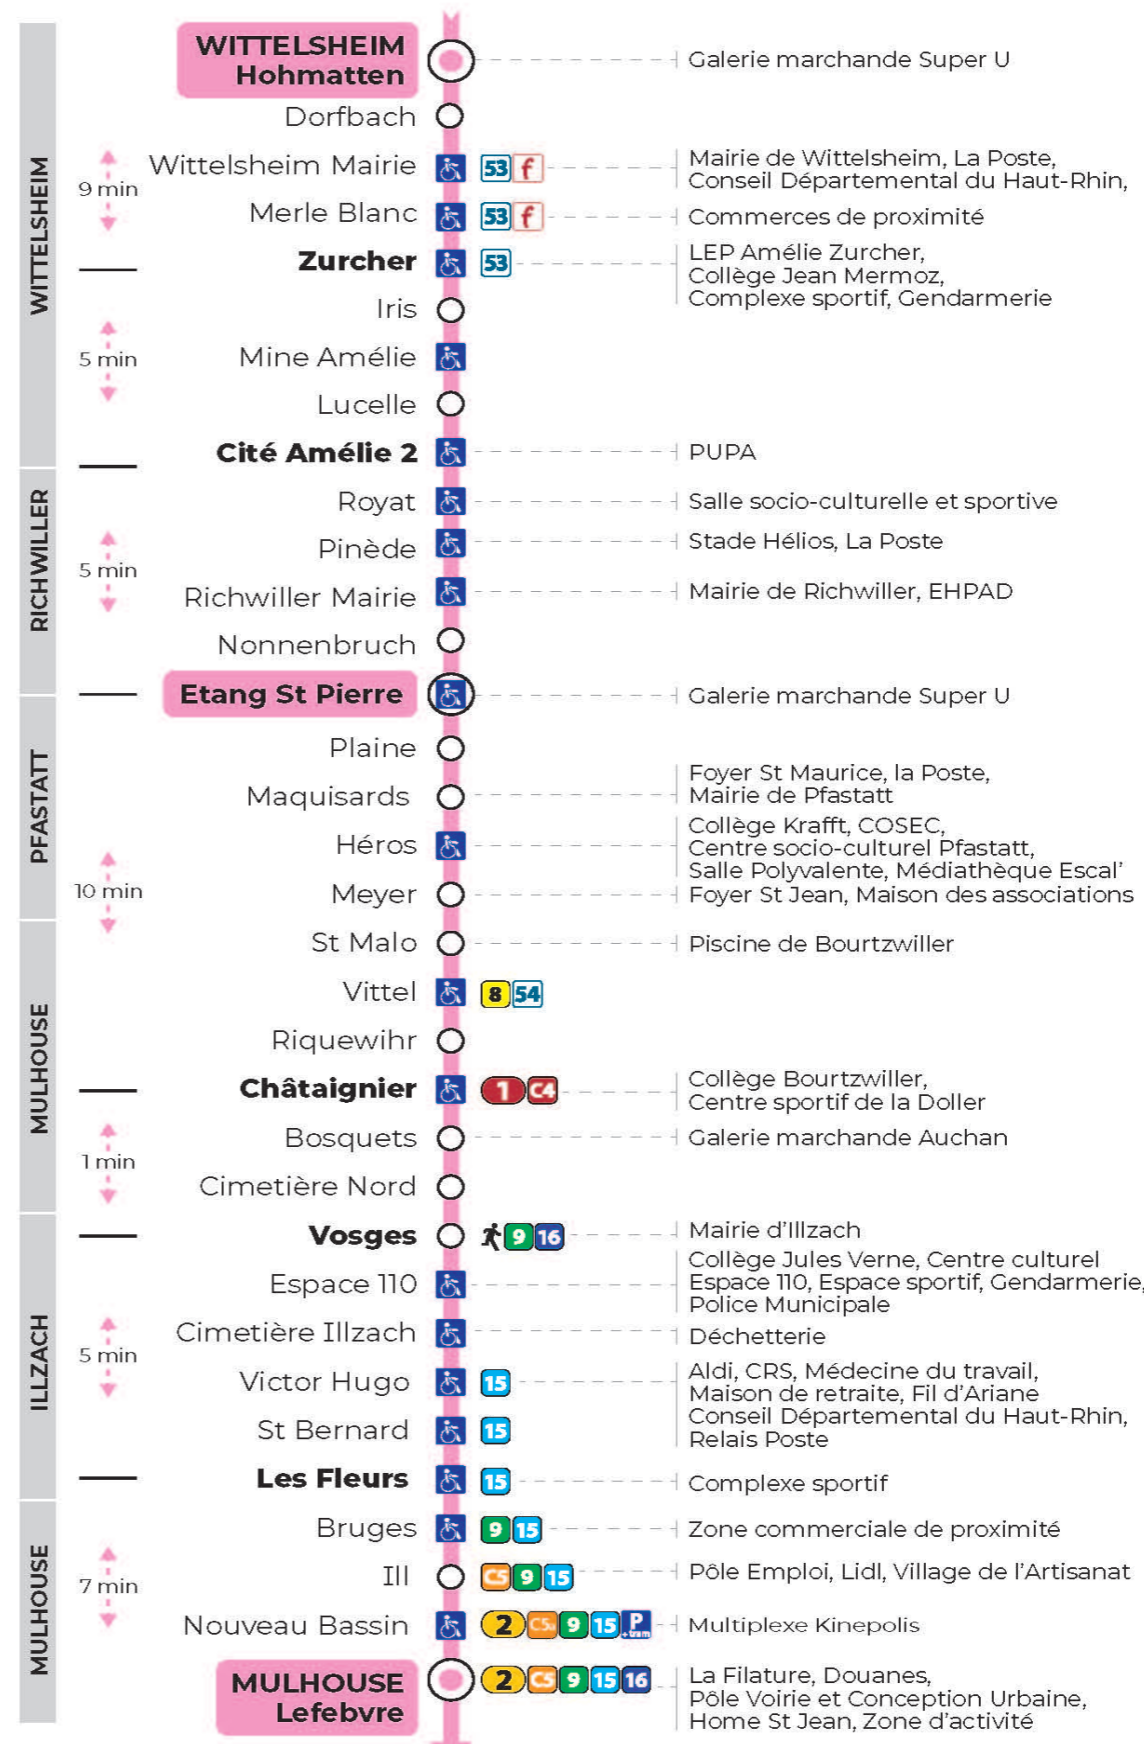 WITTELSHEIM
Hohmatten
Galerie marchande Super U
Dorfbach
Wittelsheim Mairie
53 f
Mairie de Wittelsheim, La Poste,
Conseil Départemental du Haut-Rhin,
WITTELSHEIM
9 min
Merle Blanc
53 f
Commerces de proximité
Zurcher
53
LEP Amélie Zurcher,
Collège Jean Mermoz,
Complexe sportif, Gendarmerie
Iris
5 min
Mine Amélie
Lucelle
Cité Amélie 2
PUPA
Royat
Salle socio-culturelle et sportive
RICHWILLER
5 min
Pinède
Stade Hélios, La Poste
Richwiller Mairie
Mairie de Richwiller, EHPAD
Nonnenbruch
Etang St Pierre
Galerie marchande Super U
Plaine
PFASTATT
Maquisards
Foyer St Maurice, la Poste,
Mairie de Pfastatt
Héros
Collège Krafft, COSEC,
Centre socio-culturel Pfastatt,
Salle Polyvalente, Médiathèque Escal'
10 min
Meyer
Foyer St Jean, Maison des associations
St Malo
Piscine de Bourtzwiller
Vittel
8 54
Riquewihr
MULHOUSE
Châtaignier
1 C4
Collège Bourtzwiller,
Centre sportif de la Doller
Bosquets
Galerie marchande Auchan
1 min
Cimetière Nord
Vosges
9 16
Mairie d'Illzach
Espace 110
Collège Jules Verne, Centre culturel
Espace 110, Espace sportif, Gendarmerie,
Police Municipale
ILLZACH
5 min
Cimetière Illzach
Déchetterie
Victor Hugo
15
Aldi, CRS, Médecine du travail,
Maison de retraite, Fil d'Ariane
St Bernard
15
Conseil Départemental du Haut-Rhin,
Relais Poste
Les Fleurs
15
Complexe sportif
Bruges
9 15
Zone commerciale de proximité
MULHOUSE
7 min
Ill
C5 9 15
Pôle Emploi, Lidl, Village de l'Artisanat
Nouveau Bassin
2 C5 9 15 P
+tram
Multiplexe Kinepolis
MULHOUSE
Lefebvre
2 C5 9 15 16
La Filature, Douanes,
Pôle Voirie et Conception Urbaine,
Home St Jean, Zone d'activité